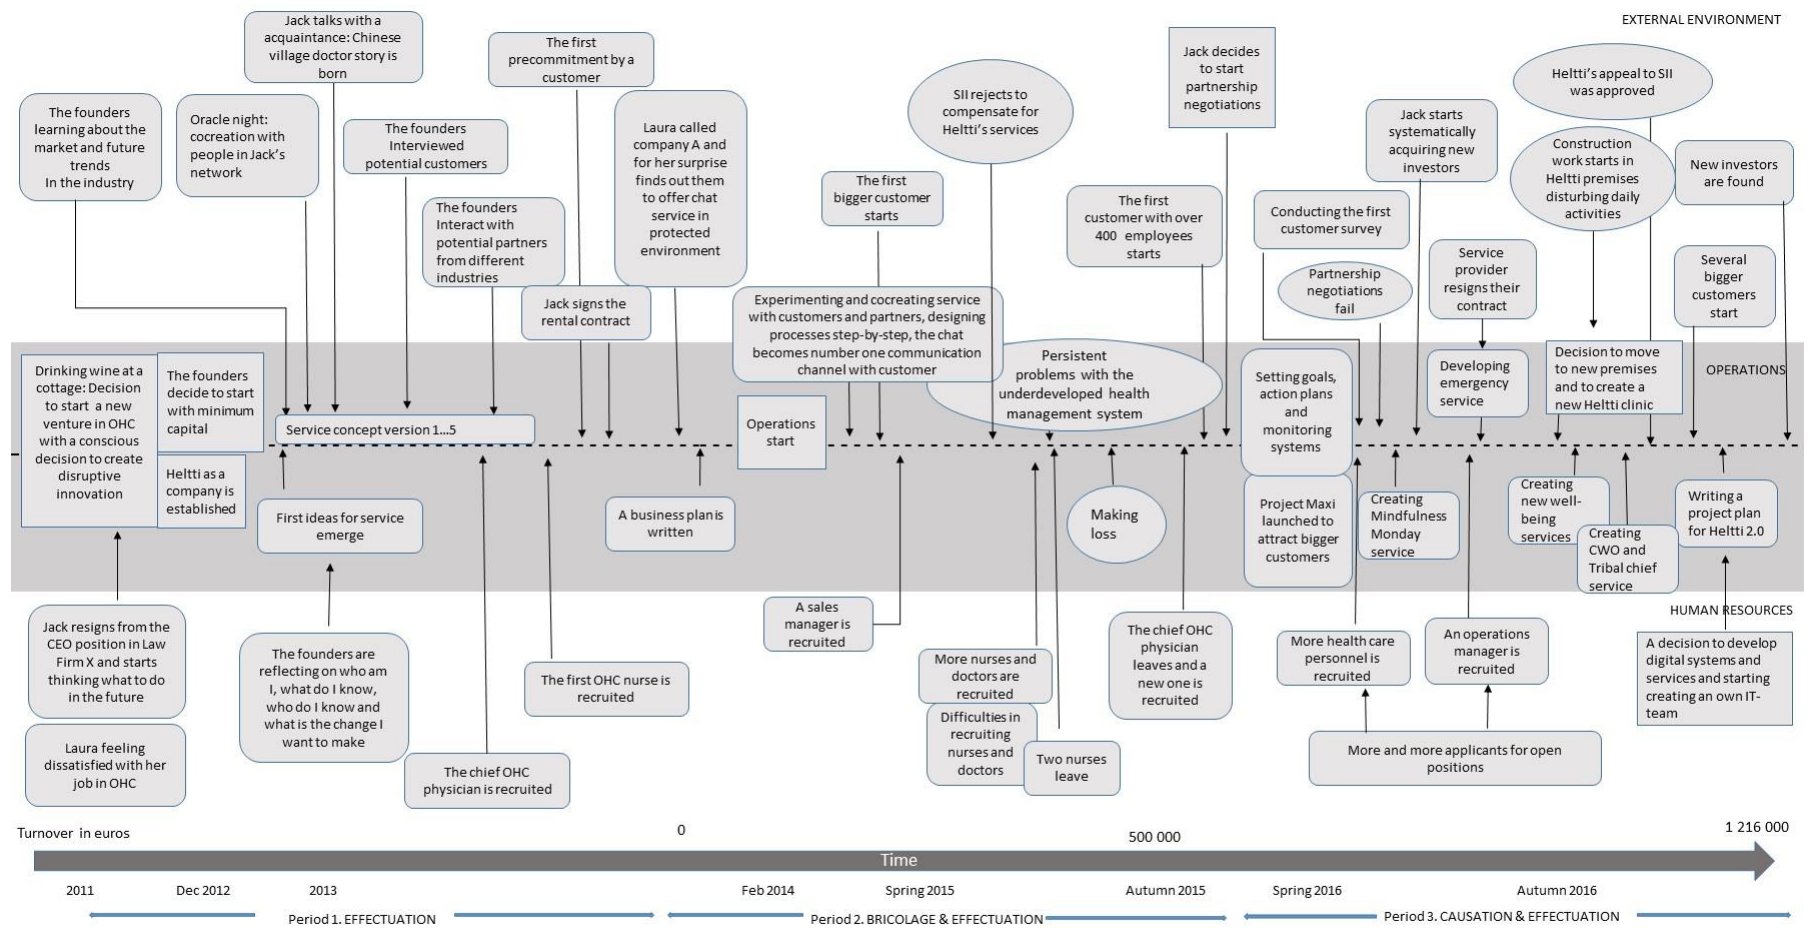 EXTERNAL ENVIRONMENT
Jack talks with a
acquaintance: Chinese
village doctor story is
born
The founders
learning about the
market and future
trends
In the industry
Oracle night:
cocreation with
people in Jack's
network
The founders
Interviewed
potential customers
The first
precommitment by a
customer
The founders
Interact with
potential partners
from different
industries
Jack signs the
rental contract
Laura called
company A and
for her surprise
finds out them
to offer chat
service in
protected
environment
The first
bigger customer
starts
SII rejects to
compensate for
Heltti's services
Experimenting and cocreating service
with customers and partners, designing
processes step-by-step, the chat
becomes number one communication
channel with customer
Jack decides
to start
partnership
negotiations
The first
customer with over
400 employees
starts
Conducting the first
customer survey
Partnership
negotiations
fail
Jack starts
systematically
acquiring new
investors
Service
provider
resigns their
contract
Heltti's appeal to SII
was approved
Construction
work starts in
Heltti premises
disturbing daily
activities
New investors
are found
Several
bigger
customers
start
OPERATIONS
Drinking wine at a
cottage: Decision
to start a new
venture in OHC
with a conscious
decision to create
disruptive
innovation
The founders
decide to start
with minimum
capital
Heltti as a
company is
established
Service concept version 1...5
First ideas for service
emerge
A business plan is
written
Operations
start
Persistent
problems with the
underdeveloped health
management system
Making
loss
Setting goals,
action plans
and
monitoring
systems
Project Maxi
launched to
attract bigger
customers
Creating
Mindfulness
Monday
service
Developing
emergency
service
Decision to move
to new premises
and to create a
new Heltti clinic
Creating
new well-
being
services
Creating
CWO and
Tribal chief
service
Writing a
project plan
for Heltti 2.0
HUMAN RESOURCES
Jack resigns from the
CEO position in Law
Firm X and starts
thinking what to do
in the future
Laura feeling
dissatisfied with her
job in OHC
The founders are
reflecting on who am
I, what do I know,
who do I know and
what is the change I
want to make
The chief OHC
physician is recruited
The first OHC nurse is
recruited
A sales
manager is
recruited
More nurses and
doctors are
recruited
Difficulties in
recruiting
nurses and
doctors
Two nurses
leave
The chief OHC
physician
leaves and a
new one is
recruited
More health care
personnel is
recruited
An operations
manager is
recruited
More and more applicants for open
positions
A decision to develop
digital systems and
services and starting
creating an own IT-
team
Turnover in euros
0
500 000
1 216 000
Time
2011
Dec 2012
2013
Feb 2014
Spring 2015
Autumn 2015
Spring 2016
Autumn 2016
Period 1. EFFECTUATION
Period 2. BRICOLAGE & EFFECTUATION
Period 3. CAUSATION & EFFECTUATION